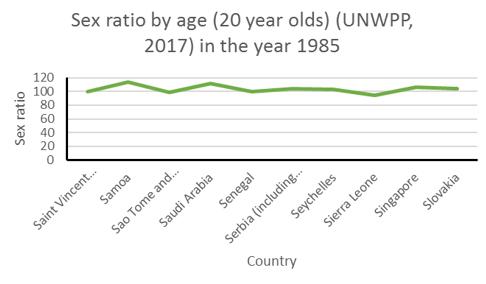 Sex ratio by age (20 year olds) (UNWPP,
2017) in the year 1985
Sex ratio
120
100
80
60
40
20
0
Saint Vincent...
Samoa
Sao Tome and...
Saudi Arabia
Senegal
Serbia (including...
Seychelles
Sierra Leone
Singapore
Slovakia
Country